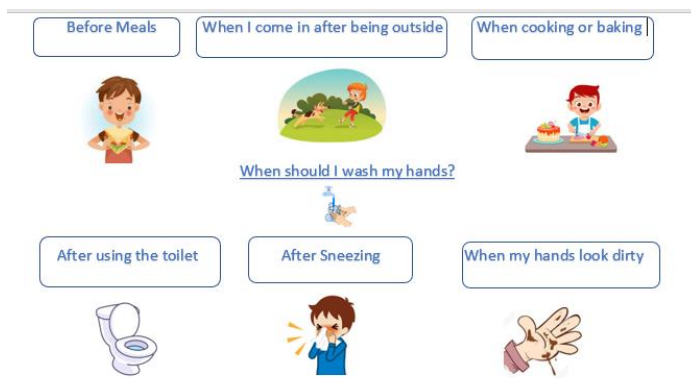 Before Meals
When I come in after being outside
When cooking or baking
When should I wash my hands?
After using the toilet
After Sneezing
When my hands look dirty